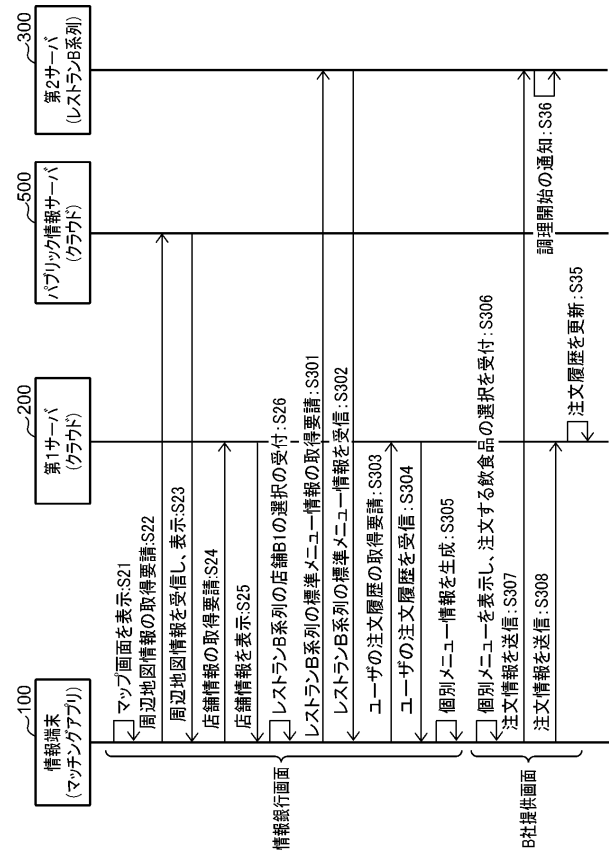 100
情報端末
(マッチングアプリ)
200
第1サーバ
(クラウド)
500
パブリック情報サーバ
(クラウド)
300
第2サーバ
(レストランB系列)
マップ画面を表示:S21
周辺地図情報の取得要請:S22
周辺地図情報を受信し、表示:S23
店舗情報の取得要請:S24
店舗情報を表示:S25
レストランB系列の店舗B1の選択の受付:S26
レストランB系列の標準メニュー情報の取得要請:S301
レストランB系列の標準メニュー情報を受信:S302
ユーザの注文履歴の取得要請:S303
ユーザの注文履歴を受信:S304
個別メニュー情報を生成:S305
個別メニューを表示し、注文する飲食品の選択を受付:S306
注文情報を送信:S307
調理開始の通知:S36
注文情報を送信:S308
注文履歴を更新:S35
情報銀行画面
B社提供画面